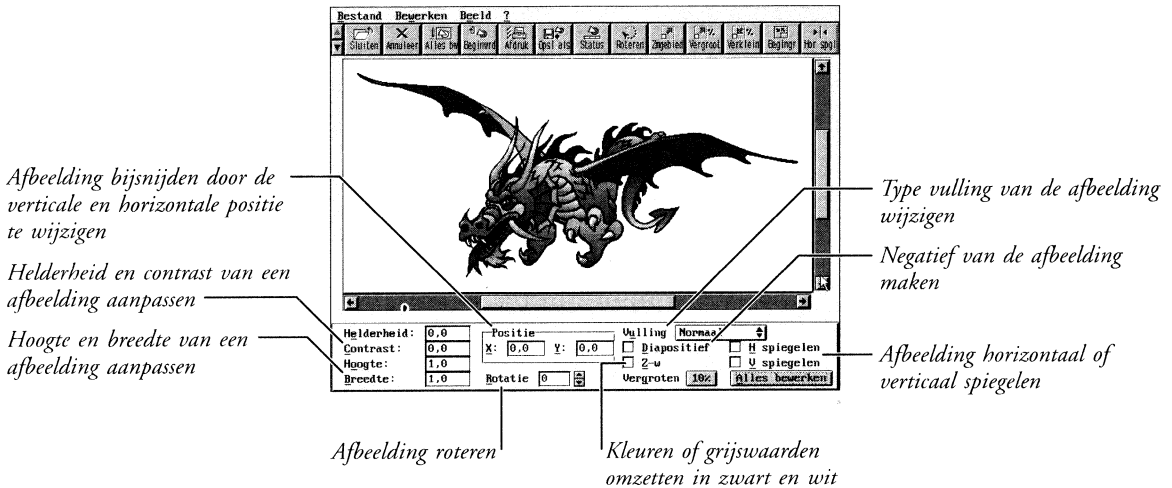 Bestand Bewerken Beeld ?
Sluiten Annuleer Alles bw Beginwrd Afdruk Opsl als Status Roteren Zmgebied Vergroot Verklein Begingr Hor spgl
Afbeelding bijsnijden door de
verticale en horizontale positie
te wijzigen
Helderheid en contrast van een
afbeelding aanpassen
Hoogte en breedte van een
afbeelding aanpassen
Type vulling van de afbeelding
wijzigen
Negatief van de afbeelding
maken
Afbeelding horizontaal of
verticaal spiegelen
Helderheid: 0,0 Positie Vulling Normaal
Contrast: 0,0 X: 0,0 Y: 0,0 Diapositief H spiegelen
Hoogte: 1,0 Z-w V spiegelen
Breedte: 1,0 Rotatie 0 Vergroten 10% Alles bewerken
Afbeelding roteren
Kleuren of grijswaarden
omzetten in zwart en wit